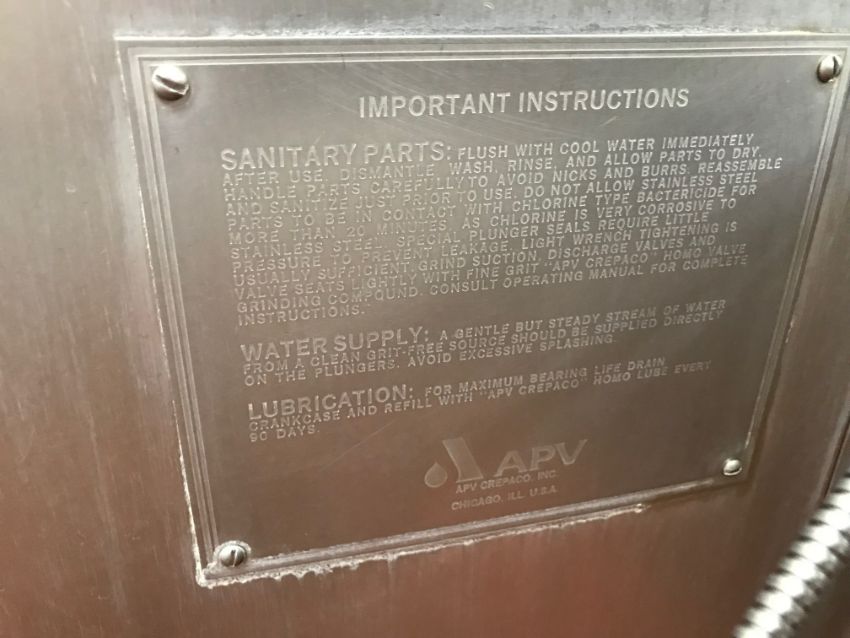 IMPORTANT INSTRUCTIONS
SANITARY PARTS: FLUSH WITH COOL WATER IMMEDIATELY
AFTER USE. DISMANTLE, WASH, RINSE, AND ALLOW PARTS TO DRY.
HANDLE PARTS CAREFULLY TO AVOID NICKS AND BURRS. REASSEMBLE
AND SANITIZE JUST PRIOR TO USE. DO NOT ALLOW STAINLESS STEEL
PARTS TO BE IN CONTACT WITH CHLORINE TYPE BACTERICIDE FOR
MORE THAN 20 MINUTES, AS CHLORINE IS VERY CORROSIVE TO
STAINLESS STEEL. SPECIAL PLUNGER SEALS REQUIRE LITTLE
PRESSURE TO PREVENT LEAKAGE. LIGHT WRENCH TIGHTENING IS
USUALLY SUFFICIENT. GRIND SUCTION, DISCHARGE VALVES AND
VALVE SEATS LIGHTLY WITH FINE GRIT "APV CREPACO" HOMO VALVE
GRINDING COMPOUND. CONSULT OPERATING MANUAL FOR COMPLETE
INSTRUCTIONS.
WATER SUPPLY: A GENTLE BUT STEADY STREAM OF WATER
FROM A CLEAN GRIT-FREE SOURCE SHOULD BE SUPPLIED DIRECTLY
ON THE PLUNGERS. AVOID EXCESSIVE SPLASHING.
LUBRICATION: FOR MAXIMUM BEARING LIFE DRAIN
CRANKCASE AND REFILL WITH "APV CREPACO" HOMO LUBE EVERY
90 DAYS.
APV
APV CREPACO, INC.
CHICAGO, ILL. U.S.A.